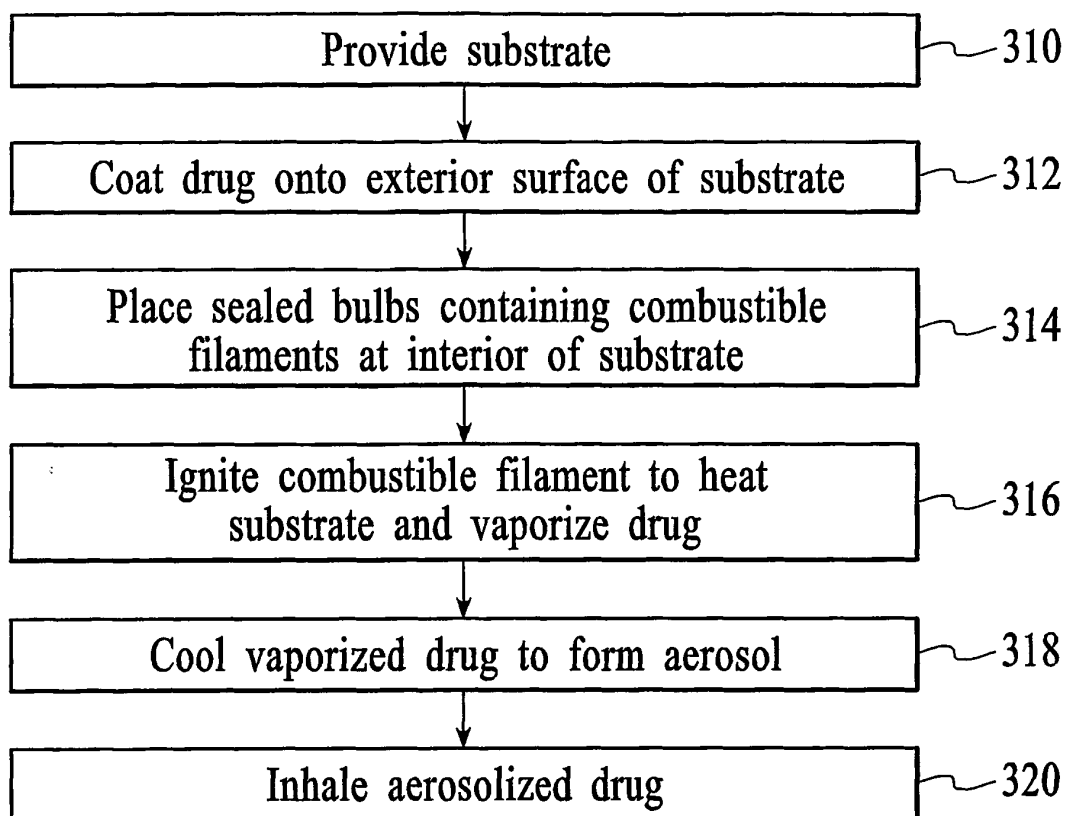 Provide substrate
310
Coat drug onto exterior surface of substrate
312
Place sealed bulbs containing combustible
filaments at interior of substrate
314
Ignite combustible filament to heat
substrate and vaporize drug
316
Cool vaporized drug to form aerosol
318
Inhale aerosolized drug
320